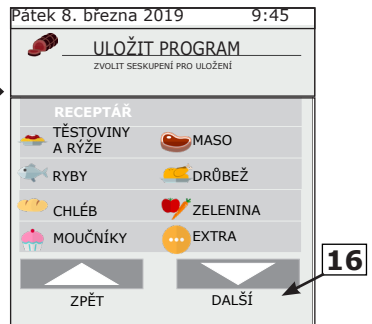 Pátek 8. března 2019 9:45
ULOŽIT PROGRAM
ZVOLIT SESKUPENÍ PRO ULOŽENÍ
RECEPTÁŘ
TĚSTOVINY
A RÝŽE
MASO
RYBY
DRŮBEŽ
CHLÉB
ZELENINA
MOUČNÍKY
EXTRA
16
ZPĚT
DALŠÍ